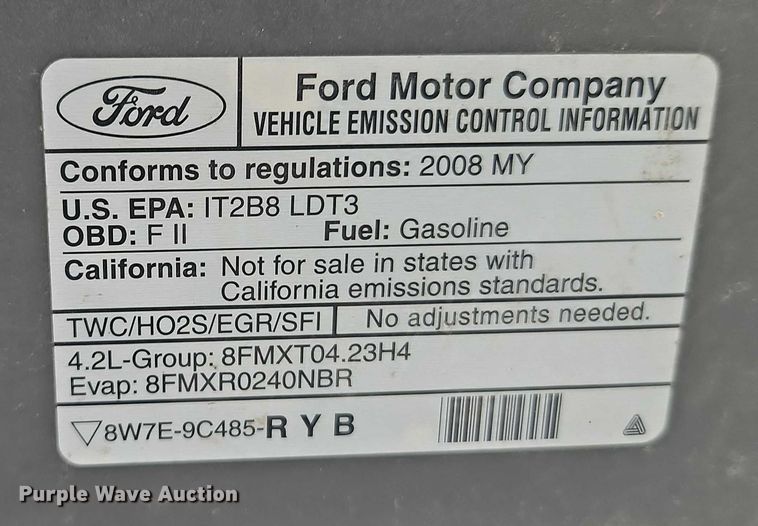 Ford
Ford Motor Company
VEHICLE EMISSION CONTROL INFORMATION
Conforms to regulations: 2008 MY
U.S. EPA: IT2B8 LDT3
OBD: F II Fuel: Gasoline
California: Not for sale in states with
California emissions standards.
TWC/HO2S/EGR/SFI No adjustments needed.
4.2L-Group: 8FMXT04.23H4
Evap: 8FMXR0240NBR
8W7E-9C485-R Y B
Purple Wave Auction